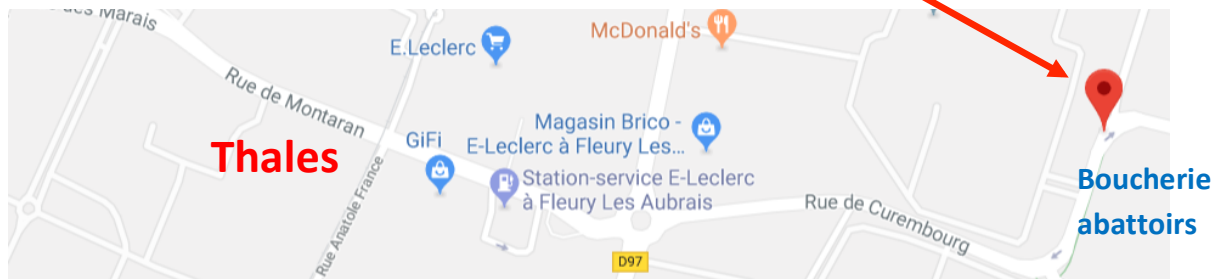 des Marais
E.Leclerc
McDonald's
Rue de Montaran
Thales
GiFi
Magasin Brico -
E-Leclerc à Fleury Les...
Station-service E-Leclerc
à Fleury Les Aubrais
Rue Anatole France
Rue de Curembourg
Boucherie
abattoirs
D97